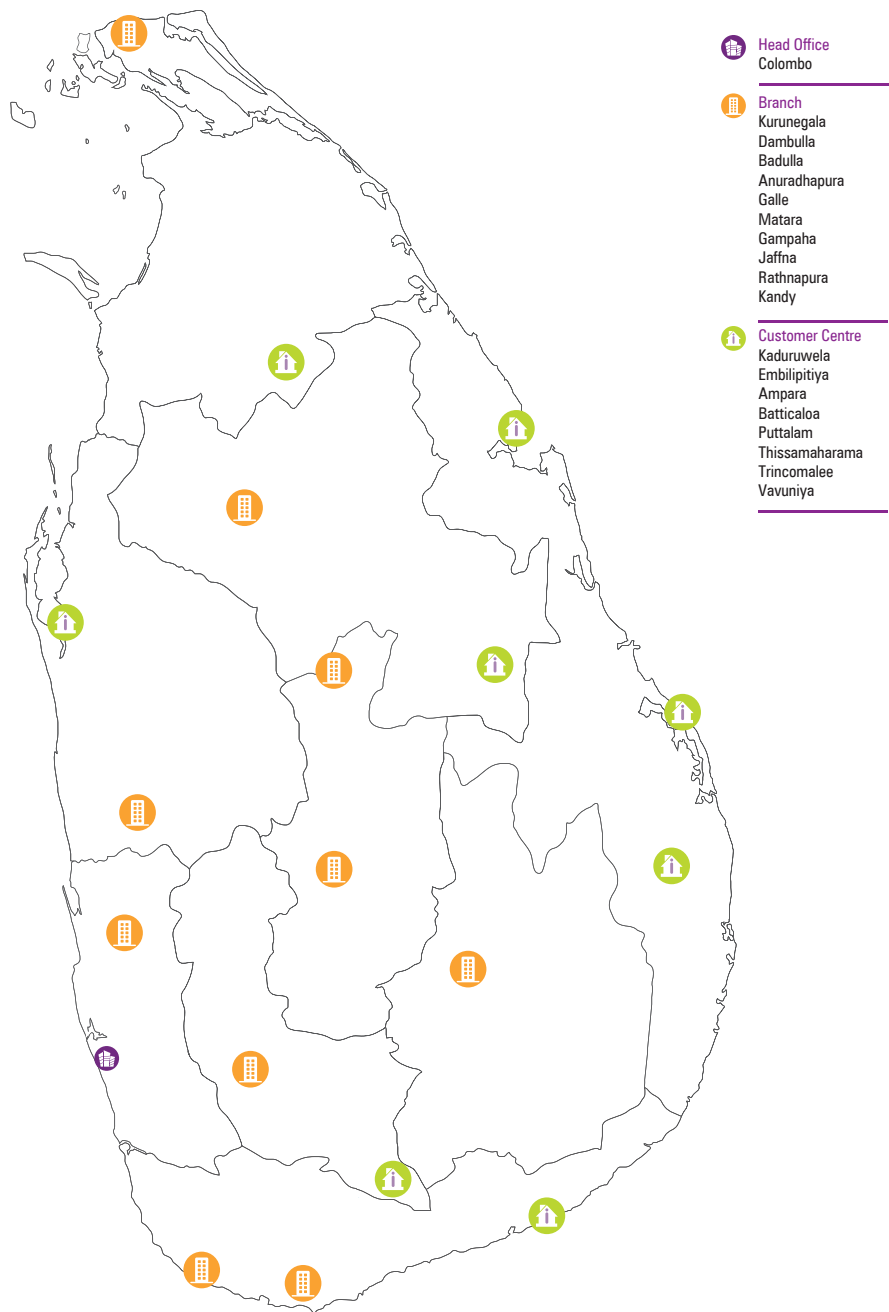 Head Office
Colombo
Branch
Kurunegala
Dambulla
Badulla
Anuradhapura
Galle
Matara
Gampaha
Jaffna
Rathnapura
Kandy
Customer Centre
Kaduruwela
Embilipitiya
Ampara
Batticaloa
Puttalam
Thissamaharama
Trincomalee
Vavuniya